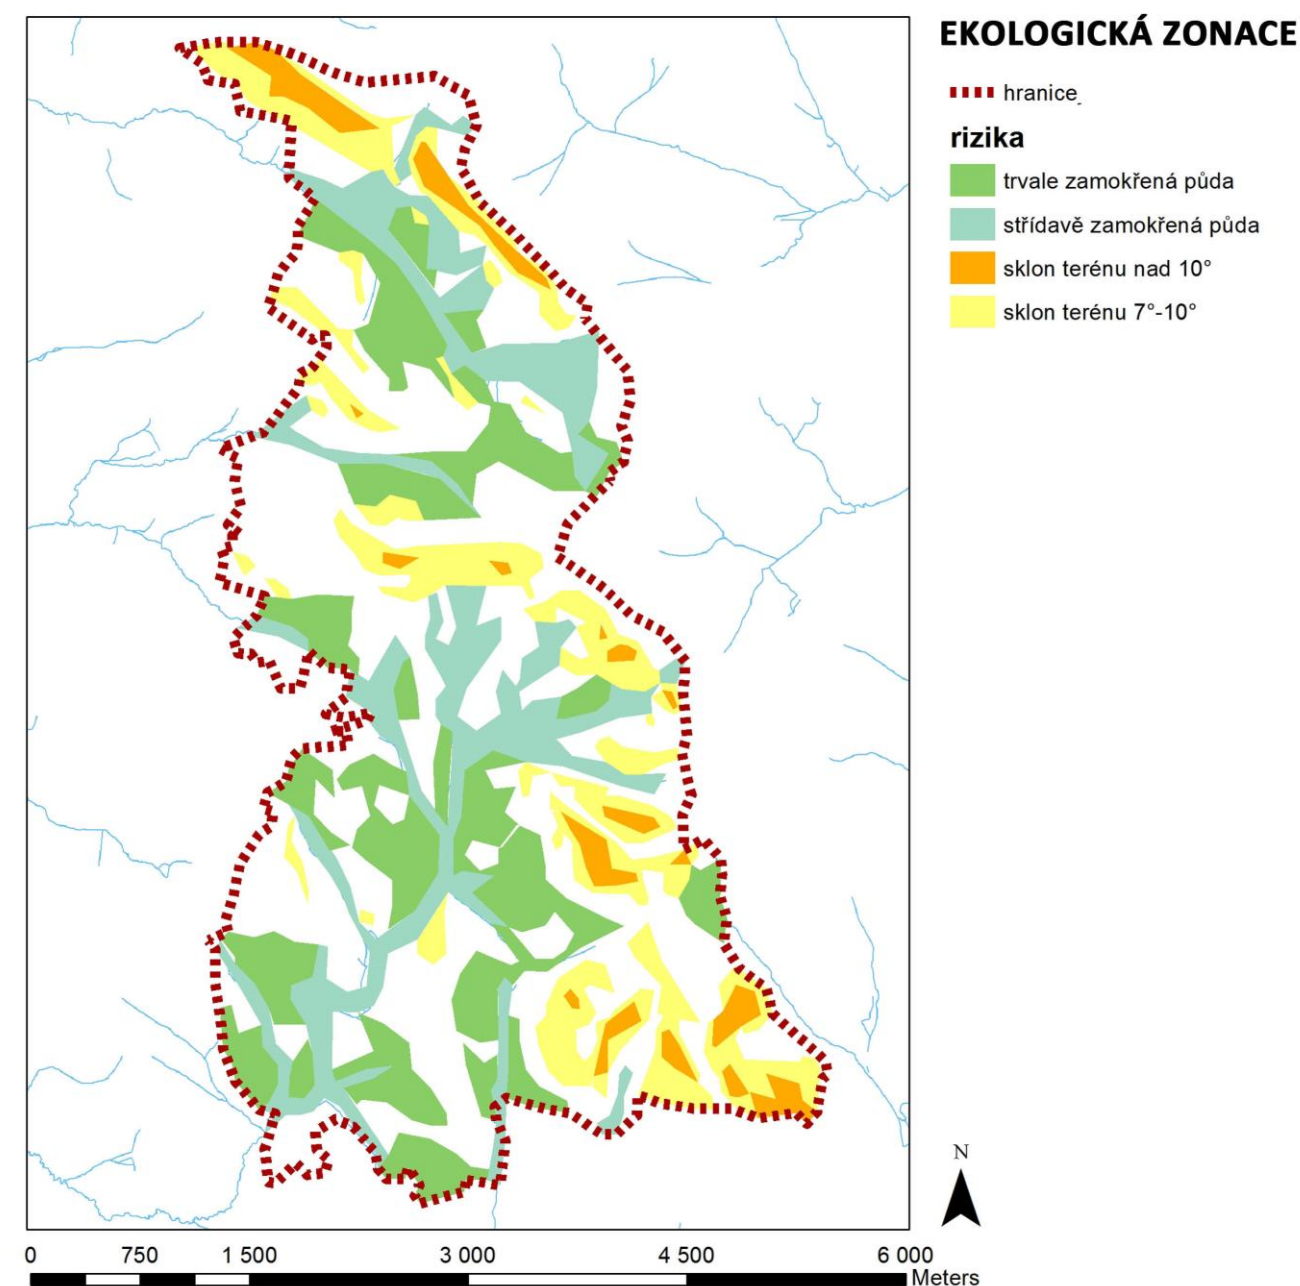 EKOLOGICKÁ ZONACE
hranice
rizika
trvale zamokřená půda
střídavě zamokřená půda
sklon terénu nad 10°
sklon terénu 7°-10°
N
0 750 1 500 3 000 4 500 6 000
Meters